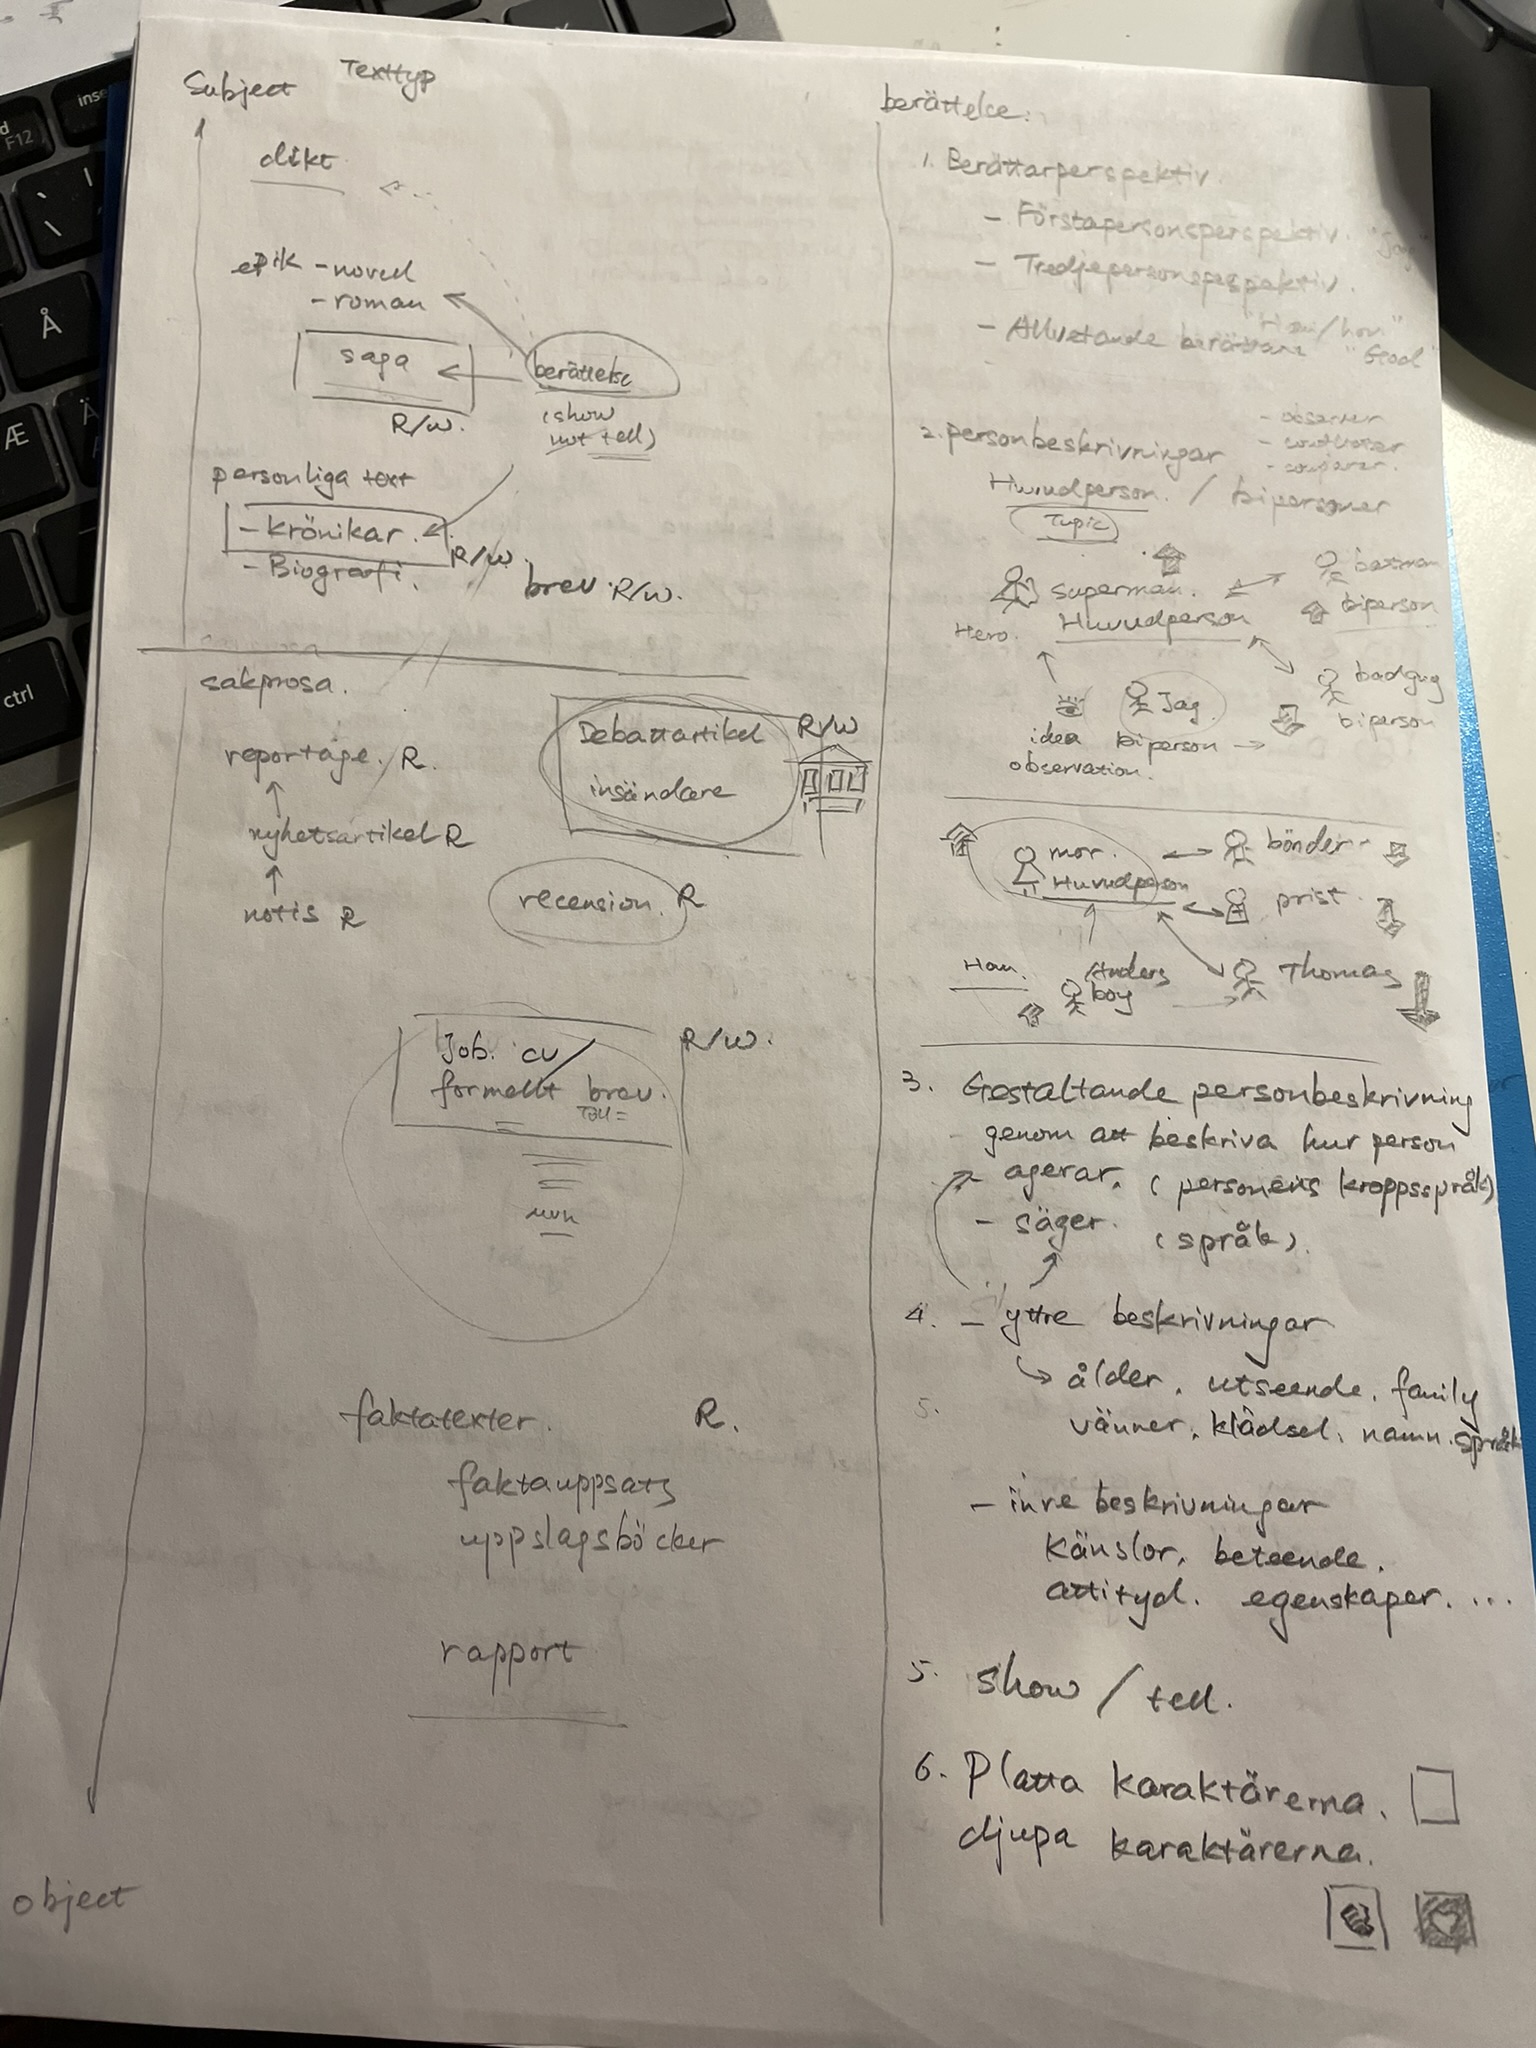 Subject Texttyp
dikt
epik - novell
- roman
saga
R/W.
berättelse
(show
not tell)
personliga text
- Krönikar.
R/W.
- Biografi.
brev R/W.
sakprosa.
reportage. R.
nyhetsartikel R
notis R
Debattartikel R/W
insändare
recension. R
Job. cv / R/W.
formellt brev.
faktatexter. R.
faktauppsats
uppslagsböcker
rapport
object
berättelse.
1. Berättarperspektiv.
- Förstapersonsperspektiv. "Jag"
- Tredjepersonsperspektiv.
"Han/hon"
- Allvetande berättare "God"
- observer
2. personbeskrivningar
Huvudperson. / bipersoner
Topic
superman. batman
Hero. Huvudperson biperson
Jag badguy
idea biperson biperson
observation.
mor. bönder
Huvudperson prist
Han. Anders Thomas
boy
3. Gestaltande personbeskrivning
genom att beskriva hur person
- agerar. (personens kroppsspråk)
- säger. (språk).
4. - yttre beskrivningar
ålder. utseende. family
5.
vänner. klädsel. namn. språk
- inre beskrivningar
Känslor. beteende.
attityd. egenskaper. ...
5. show / tell.
6. Platta karaktärerna.
djupa karaktärerna.